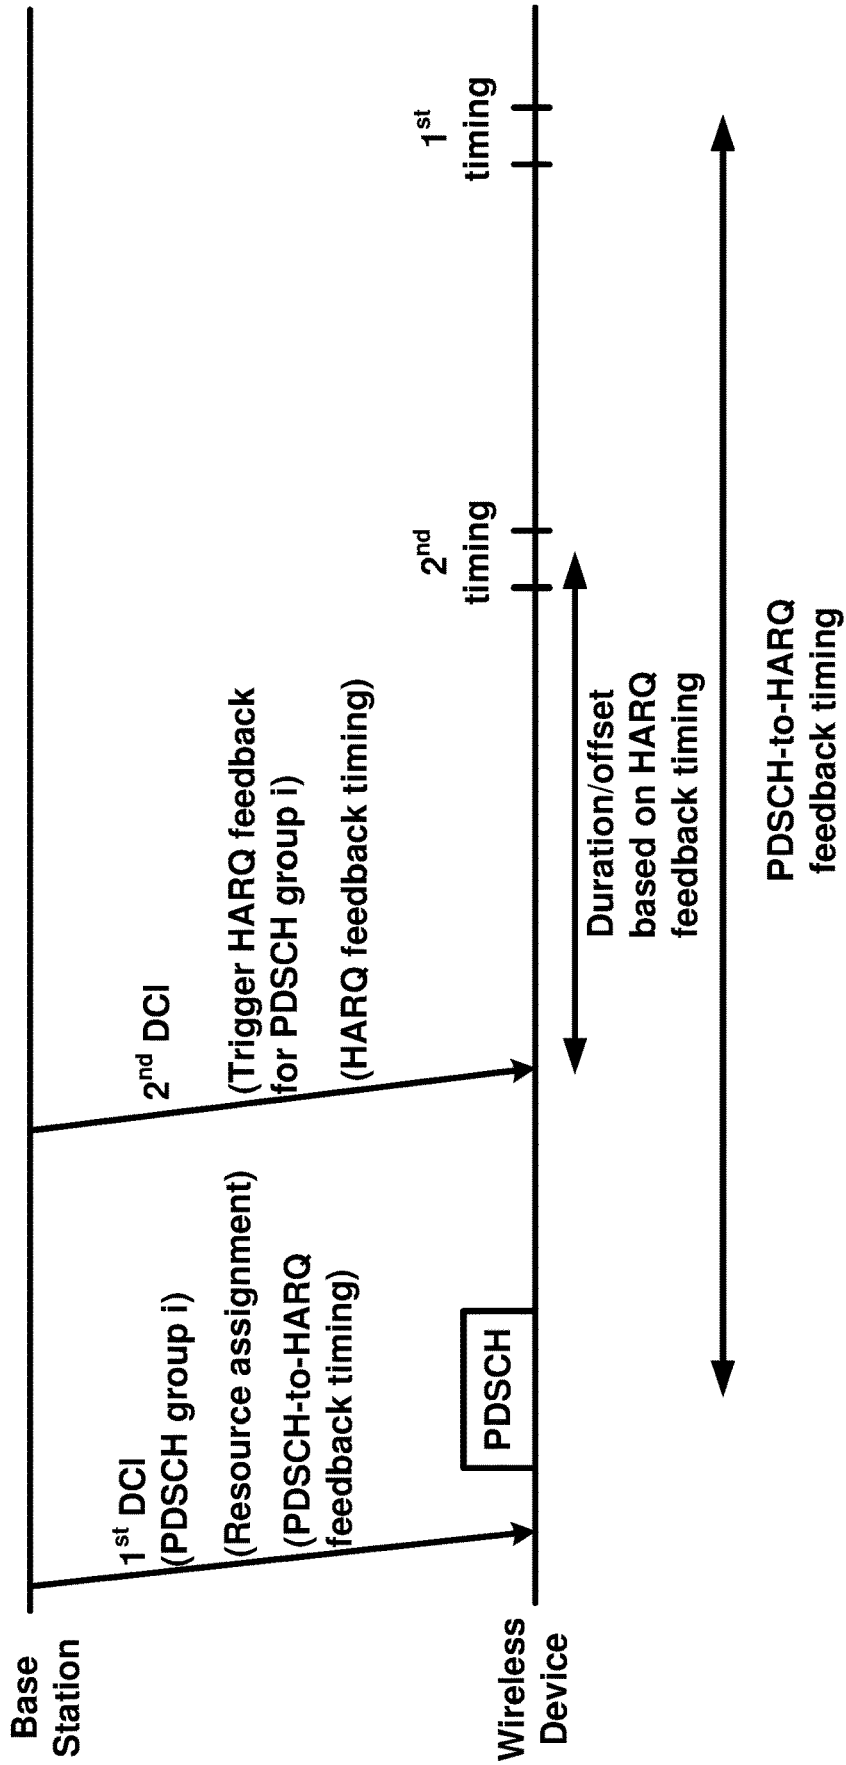 Base
Station
1st DCI
(PDSCH group i)
(Resource assignment)
(PDSCH-to-HARQ
feedback timing)
2nd DCI
(Trigger HARQ feedback
for PDSCH group i)
(HARQ feedback timing)
Wireless
Device
PDSCH
2nd
timing
1st
timing
Duration/offset
based on HARQ
feedback timing
PDSCH-to-HARQ
feedback timing